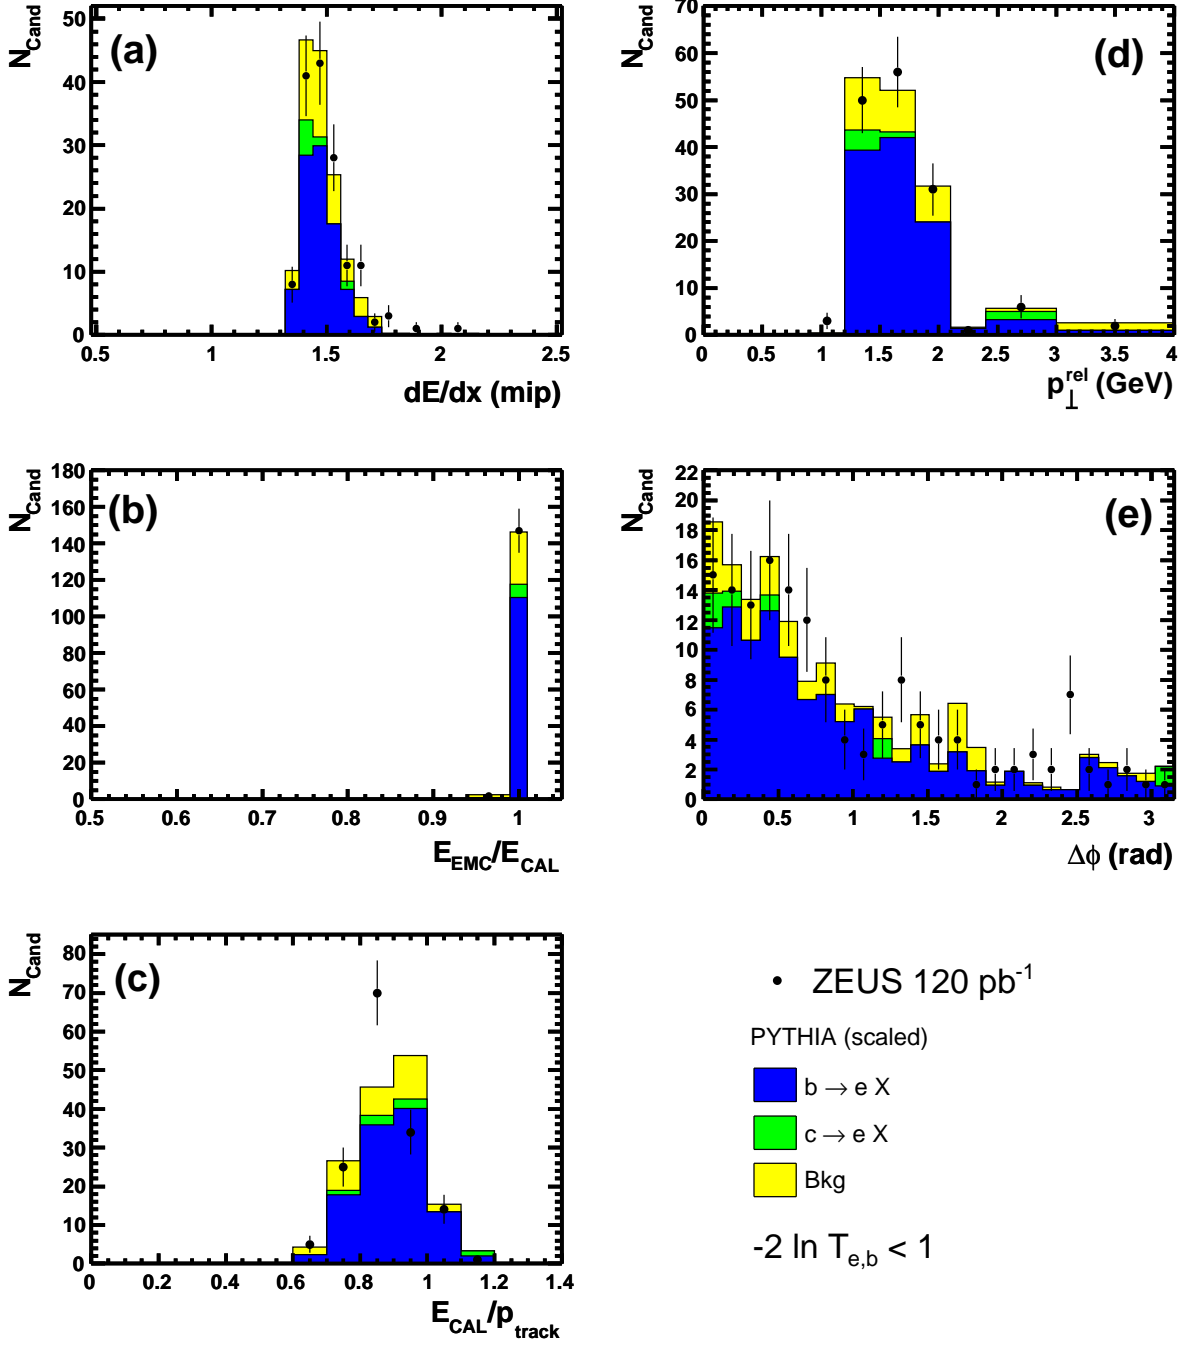 N_Cand
(a)
50
40
30
20
10
0
0.5 1 1.5 2 2.5
dE/dx (mip)
N_Cand
(d)
70
60
50
40
30
20
10
0
0 0.5 1 1.5 2 2.5 3 3.5 4
p_⊥^rel (GeV)
N_Cand
(b)
180
160
140
120
100
80
60
40
20
0
0.5 0.6 0.7 0.8 0.9 1
E_EMC/E_CAL
N_Cand
(e)
22
20
18
16
14
12
10
8
6
4
2
0
0 0.5 1 1.5 2 2.5 3
Δϕ (rad)
N_Cand
(c)
80
70
60
50
40
30
20
10
0
0 0.2 0.4 0.6 0.8 1 1.2 1.4
E_CAL/p_track
• ZEUS 120 pb^-1
PYTHIA (scaled)
b → e X
c → e X
Bkg
-2 ln T_e,b < 1